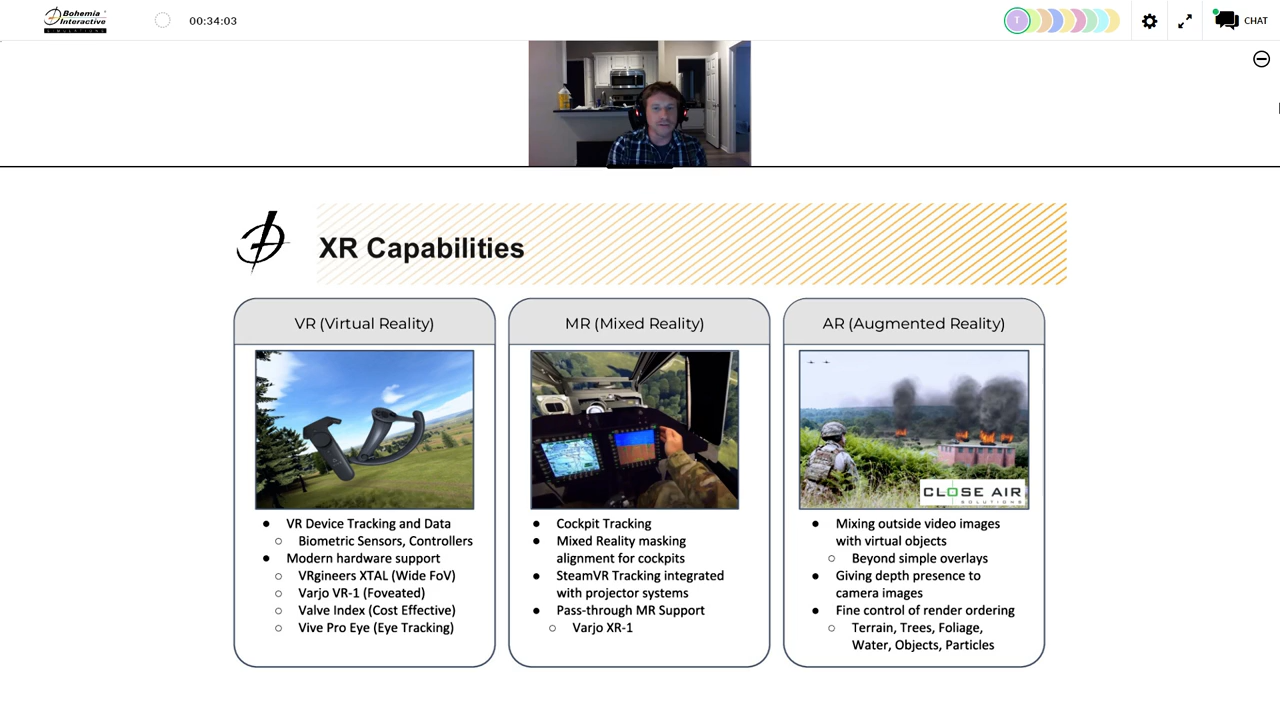 Bohemia
Interactive
SIMULATIONS
00:34:03
T
CHAT
XR Capabilities
VR (Virtual Reality)
● VR Device Tracking and Data
○ Biometric Sensors, Controllers
● Modern hardware support
○ VRgineers XTAL (Wide FoV)
○ Varjo VR-1 (Foveated)
○ Valve Index (Cost Effective)
○ Vive Pro Eye (Eye Tracking)
MR (Mixed Reality)
● Cockpit Tracking
● Mixed Reality masking
alignment for cockpits
● SteamVR Tracking integrated
with projector systems
● Pass-through MR Support
○ Varjo XR-1
AR (Augmented Reality)
CLOSE AIR
SOLUTIONS
● Mixing outside video images
with virtual objects
○ Beyond simple overlays
● Giving depth presence to
camera images
● Fine control of render ordering
○ Terrain, Trees, Foliage,
Water, Objects, Particles